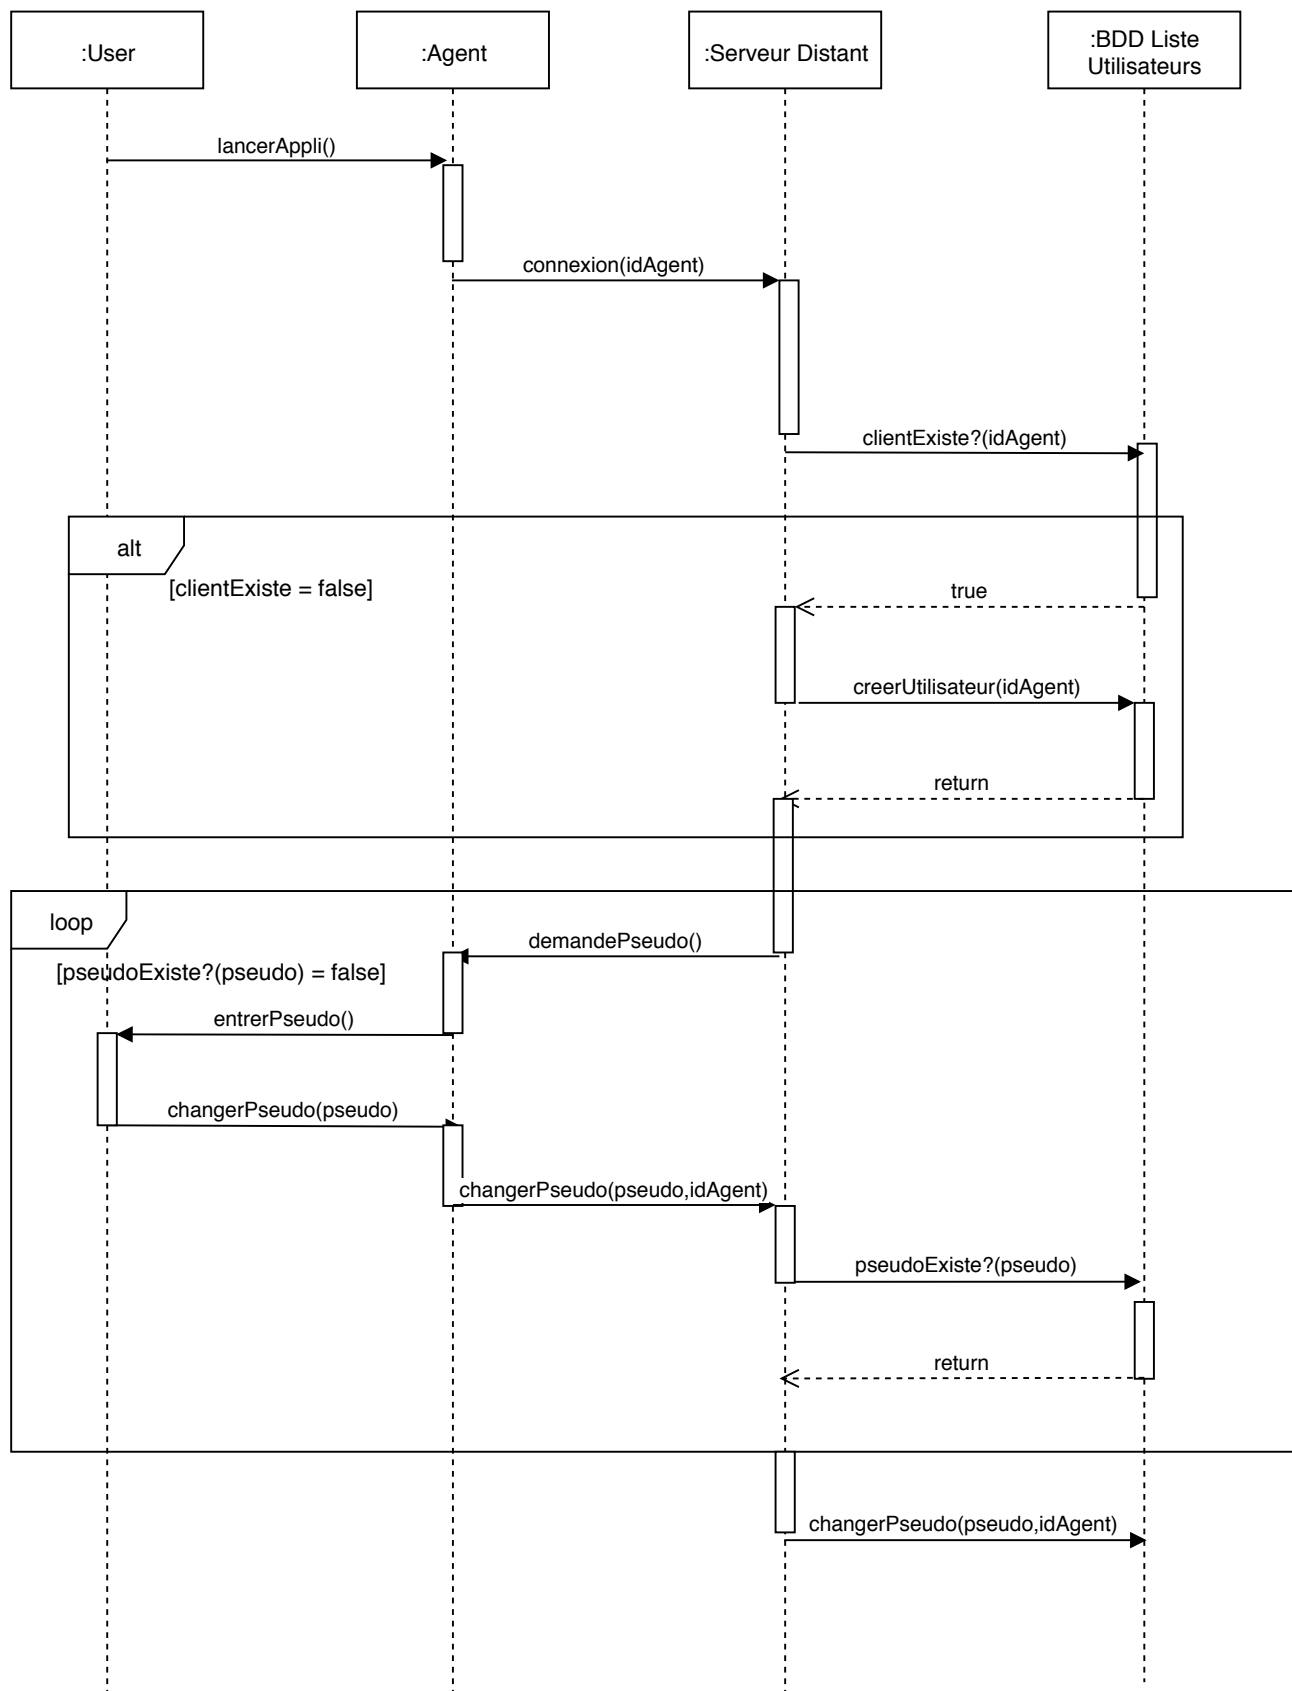 :User
:Agent
:Serveur Distant
:BDD Liste
Utilisateurs
lancerAppli()
connexion(idAgent)
clientExiste?(idAgent)
alt
[clientExiste = false]
true
creerUtilisateur(idAgent)
return
loop
demandePseudo()
[pseudoExiste?(pseudo) = false]
entrerPseudo()
changerPseudo(pseudo)
changerPseudo(pseudo,idAgent)
pseudoExiste?(pseudo)
return
changerPseudo(pseudo,idAgent)